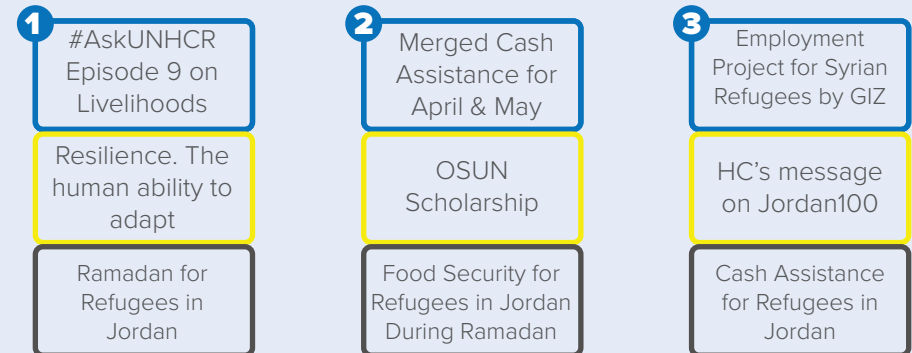 1
#AskUNHCR
Episode 9 on
Livelihoods
Resilience. The
human ability to
adapt
Ramadan for
Refugees in
Jordan
2
Merged Cash
Assistance for
April & May
OSUN
Scholarship
Food Security for
Refugees in Jordan
During Ramadan
3
Employment
Project for Syrian
Refugees by GIZ
HC’s message
on Jordan100
Cash Assistance
for Refugees in
Jordan